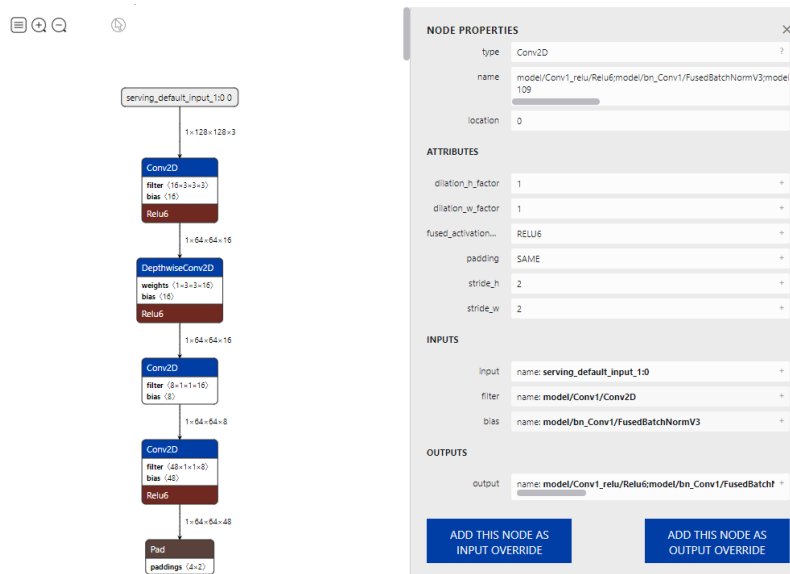 serving_default_input_1:0 0
1×128×128×3
Conv2D
filter ⟨16×3×3×3⟩
bias ⟨16⟩
Relu6
1×64×64×16
DepthwiseConv2D
weights ⟨1×3×3×16⟩
bias ⟨16⟩
Relu6
1×64×64×16
Conv2D
filter ⟨8×1×1×16⟩
bias ⟨8⟩
1×64×64×8
Conv2D
filter ⟨48×1×1×8⟩
bias ⟨48⟩
Relu6
1×64×64×48
Pad
paddings ⟨4×2⟩
NODE PROPERTIES
type Conv2D ?
name model/Conv1_relu/Relu6;model/bn_Conv1/FusedBatchNormV3;model
109
location 0
ATTRIBUTES
dilation_h_factor 1 +
dilation_w_factor 1 +
fused_activation... RELU6 +
padding SAME +
stride_h 2 +
stride_w 2 +
INPUTS
input name: serving_default_input_1:0 +
filter name: model/Conv1/Conv2D +
bias name: model/bn_Conv1/FusedBatchNormV3 +
OUTPUTS
output name: model/Conv1_relu/Relu6;model/bn_Conv1/FusedBatchN +
ADD THIS NODE AS
INPUT OVERRIDE
ADD THIS NODE AS
OUTPUT OVERRIDE